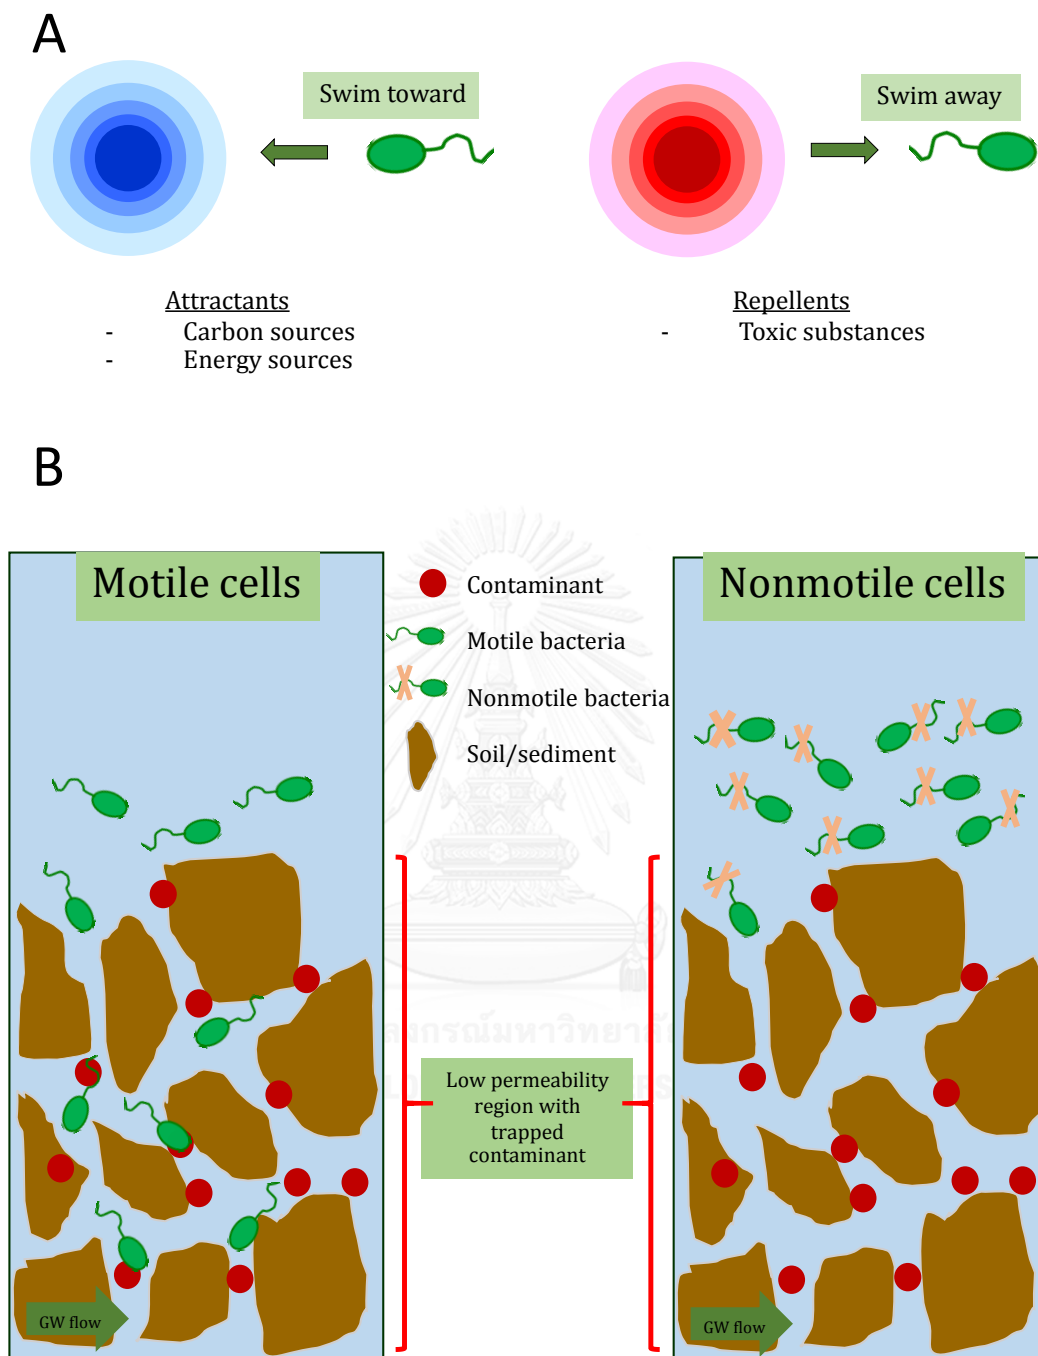 A
Swim toward
Swim away
Attractants
- Carbon sources
- Energy sources
Repellents
- Toxic substances
B
Motile cells
Nonmotile cells
Contaminant
Motile bacteria
Nonmotile bacteria
Soil/sediment
Low permeability
region with
trapped
contaminant
GW flow
GW flow